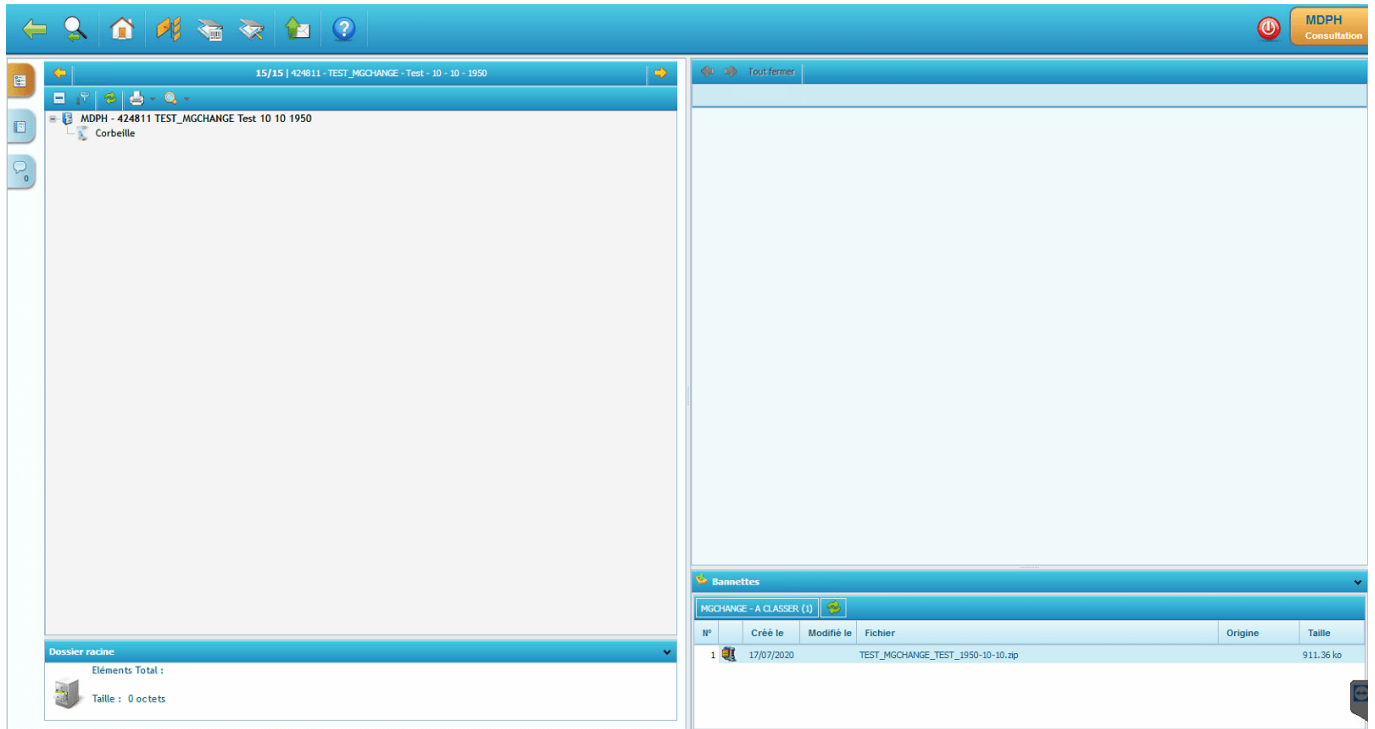 MDPH
Consultation
15/15 | 424811 - TEST_MGCHANGE - Test - 10 - 10 - 1950
Tout fermer
MDPH - 424811 TEST_MGCHANGE Test 10 10 1950
Corbeille
0
Bannettes
MGCHANGE - A CLASSER (1)
N° Créé le Modifié le Fichier Origine Taille
1 17/07/2020 TEST_MGCHANGE_TEST_1950-10-10.zip 911.36 ko
Dossier racine
Eléments Total :
Taille : 0 octets